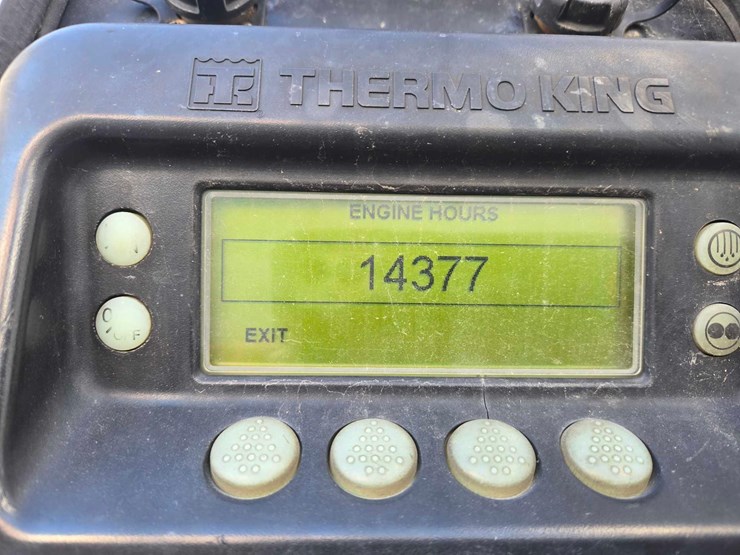 THERMO KING
ENGINE HOURS
14377
EXIT